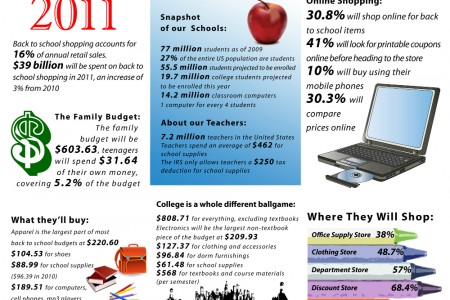 2011
Back to school shopping accounts for
16% of annual retail sales.
$39 billion will be spent on back to
school shopping in 2011, an increase of
3% from 2010
The Family Budget:
The family
budget will be
$603.63, teenagers
will spend $31.64
of their own money,
covering 5.2% of the budget
What they'll buy:
Apparel is the largest part of most
back to school budgets at $220.60
$104.53 for shoes
$88.99 for school supplies
($96.39 in 2010)
$189.51 for computers,
cell phones, mp3 players
Snapshot
of our Schools:
77 million students as of 2009
27% of the entire US population are students
55.5 million students projected to be enrolled
19.7 million college students projected
to be enrolled this year
14.2 million classroom computers
1 computer for every 4 students
About our Teachers:
7.2 million teachers in the United States
Teachers spend an average of $462 for
school supplies
The IRS only allows teachers a $250 tax
deduction for school supplies
College is a whole different ballgame:
$808.71 for everything, excluding textbooks
Electronics will be the largest non-textbook
piece of the budget at $209.93
$127.37 for clothing and accessories
$96.84 for dorm furnishings
$61.48 for school supplies
$568 for textbooks and course materials
(per semester)
Online Shopping:
30.8% will shop online for back
to school items
41% will look for printable coupons
online before heading to the store
10% will buy using their
mobile phones
30.3% will
compare
prices online
Where They Will Shop:
Office Supply Store 38%
Clothing Store 48.7%
Department Store 57%
Discount Store 68.4%